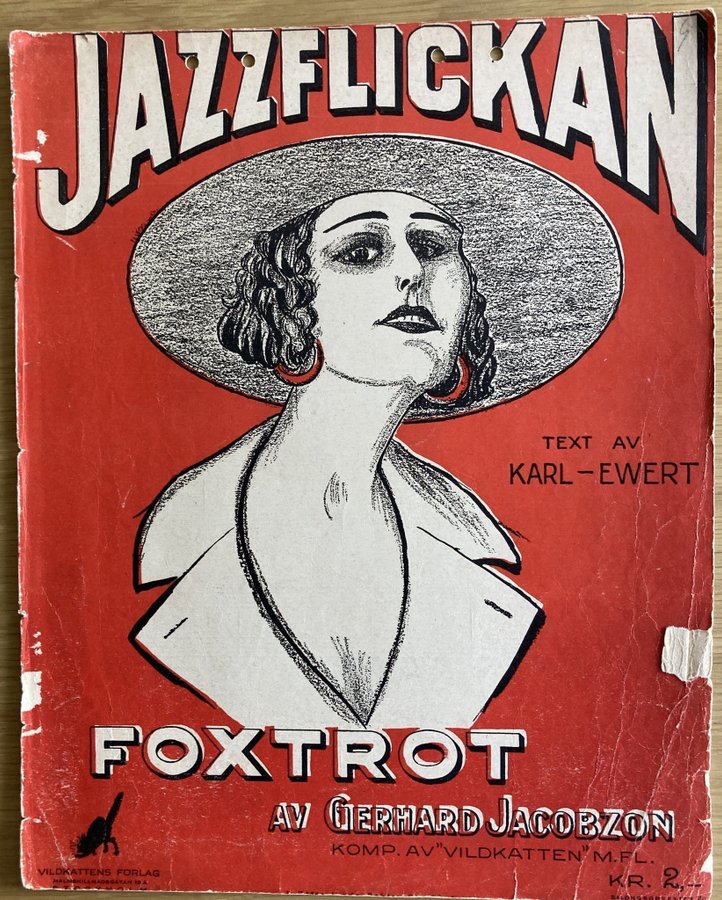 JAZZFLICKAN
TEXT AV
KARL-EWERT
FOXTROT
AV GERHARD JACOBZON
KOMP. AV "VILDKATTEN" M.FL.
VILDKATTENS FÖRLAG
KR. 2,-